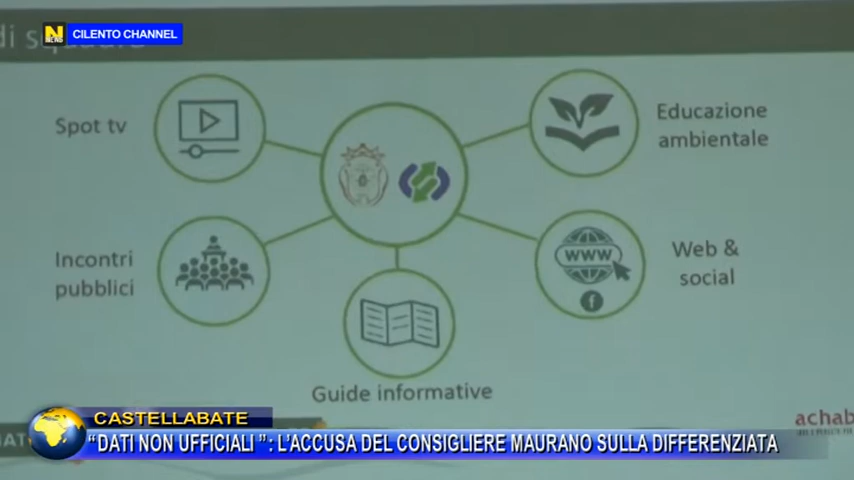 di
CILENTO CHANNEL
Spot tv
Educazione
ambientale
Incontri
pubblici
www
Web &
social
f
Guide informative
CASTELLABATE
achab
“DATI NON UFFICIALI ”: L’ACCUSA DEL CONSIGLIERE MAURANO SULLA DIFFERENZIATA